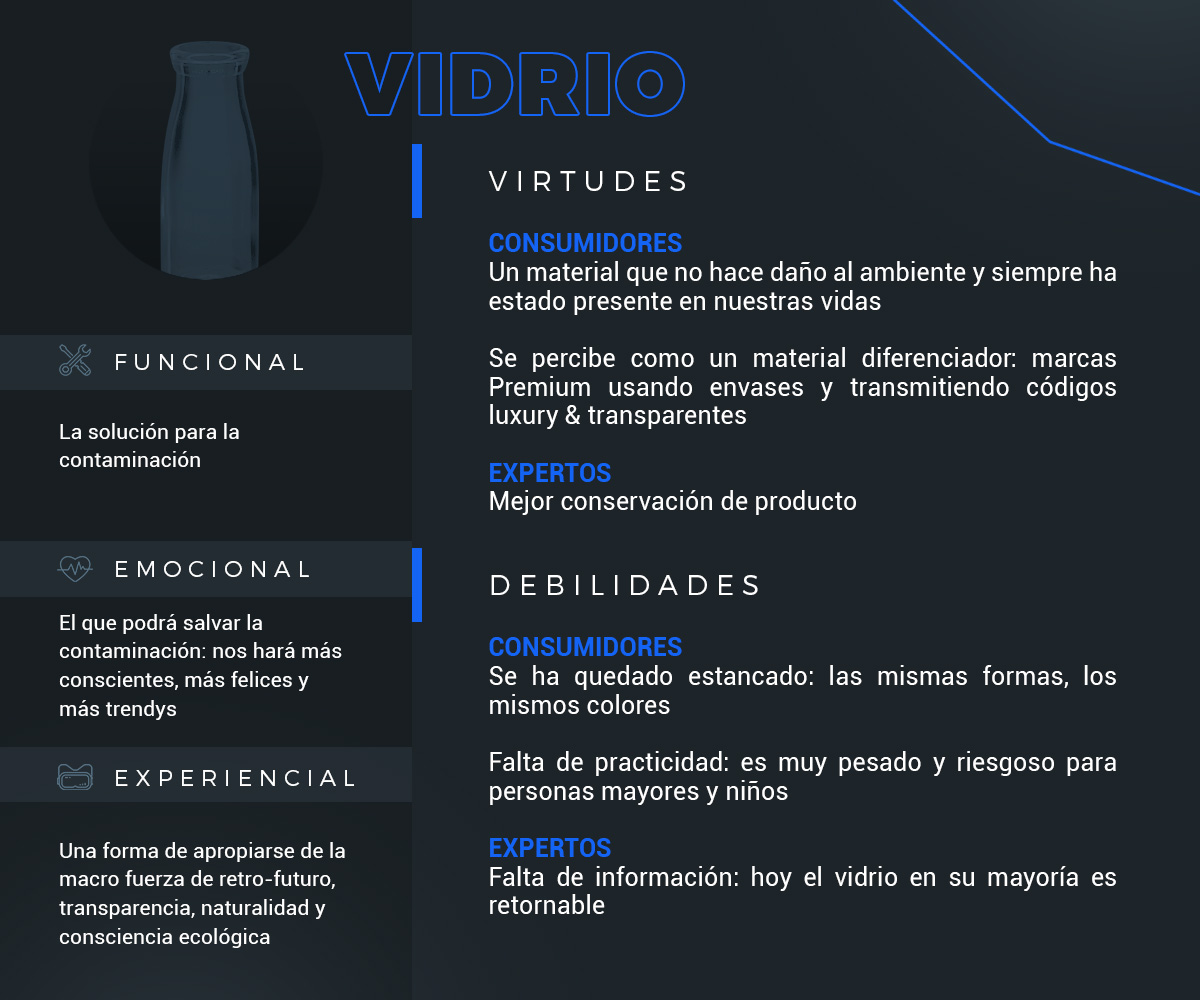 VIDRIO
FUNCIONAL
La solución para la
contaminación
EMOCIONAL
El que podrá salvar la
contaminación: nos hará más
conscientes, más felices y
más trendys
EXPERIENCIAL
Una forma de apropiarse de la
macro fuerza de retro-futuro,
transparencia, naturalidad y
consciencia ecológica
VIRTUDES
CONSUMIDORES
Un material que no hace daño al ambiente y siempre ha
estado presente en nuestras vidas
Se percibe como un material diferenciador: marcas
Premium usando envases y transmitiendo códigos
luxury & transparentes
EXPERTOS
Mejor conservación de producto
DEBILIDADES
CONSUMIDORES
Se ha quedado estancado: las mismas formas, los
mismos colores
Falta de practicidad: es muy pesado y riesgoso para
personas mayores y niños
EXPERTOS
Falta de información: hoy el vidrio en su mayoría es
retornable